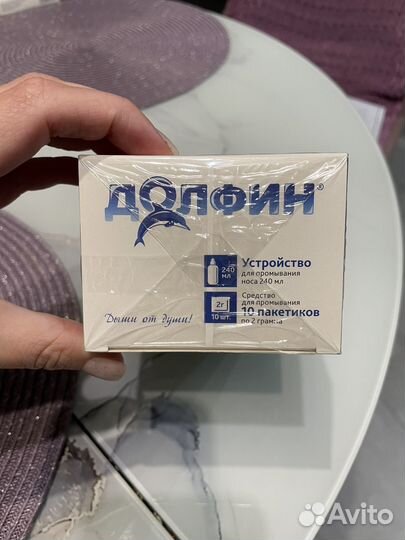 ДОЛФИН®
240 мл
Устройство
для промывания
носа 240 мл
2г
10 шт.
Средство
для промывания
10 пакетиков
по 2 грамма
Дыши от души!
Avito